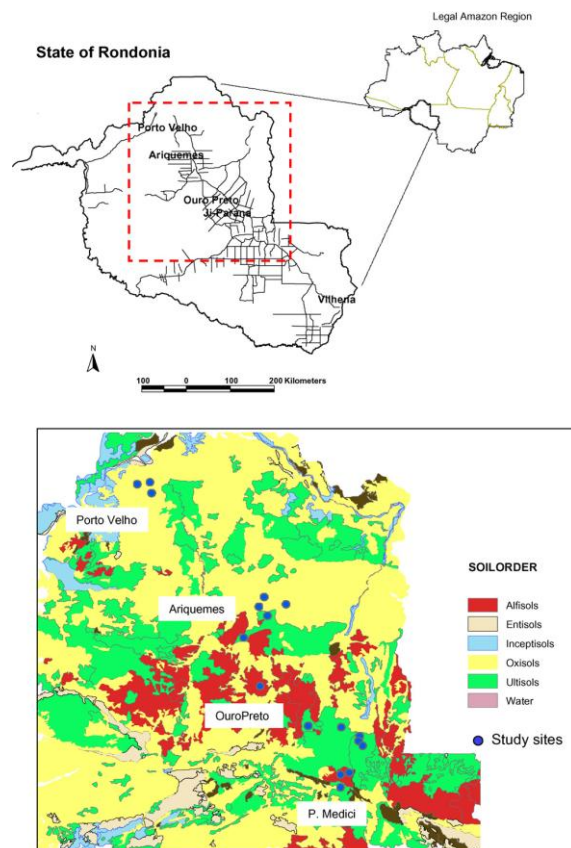 Legal Amazon Region
State of Rondonia
Porto Velho
Ariquemes
Ouro Preto
Ji-Parana
Vilhena
N
100 0 100 200 Kilometers
Porto Velho
Ariquemes
OuroPreto
P. Medici
SOILORDER
Alfisols
Entisols
Inceptisols
Oxisols
Ultisols
Water
Study sites